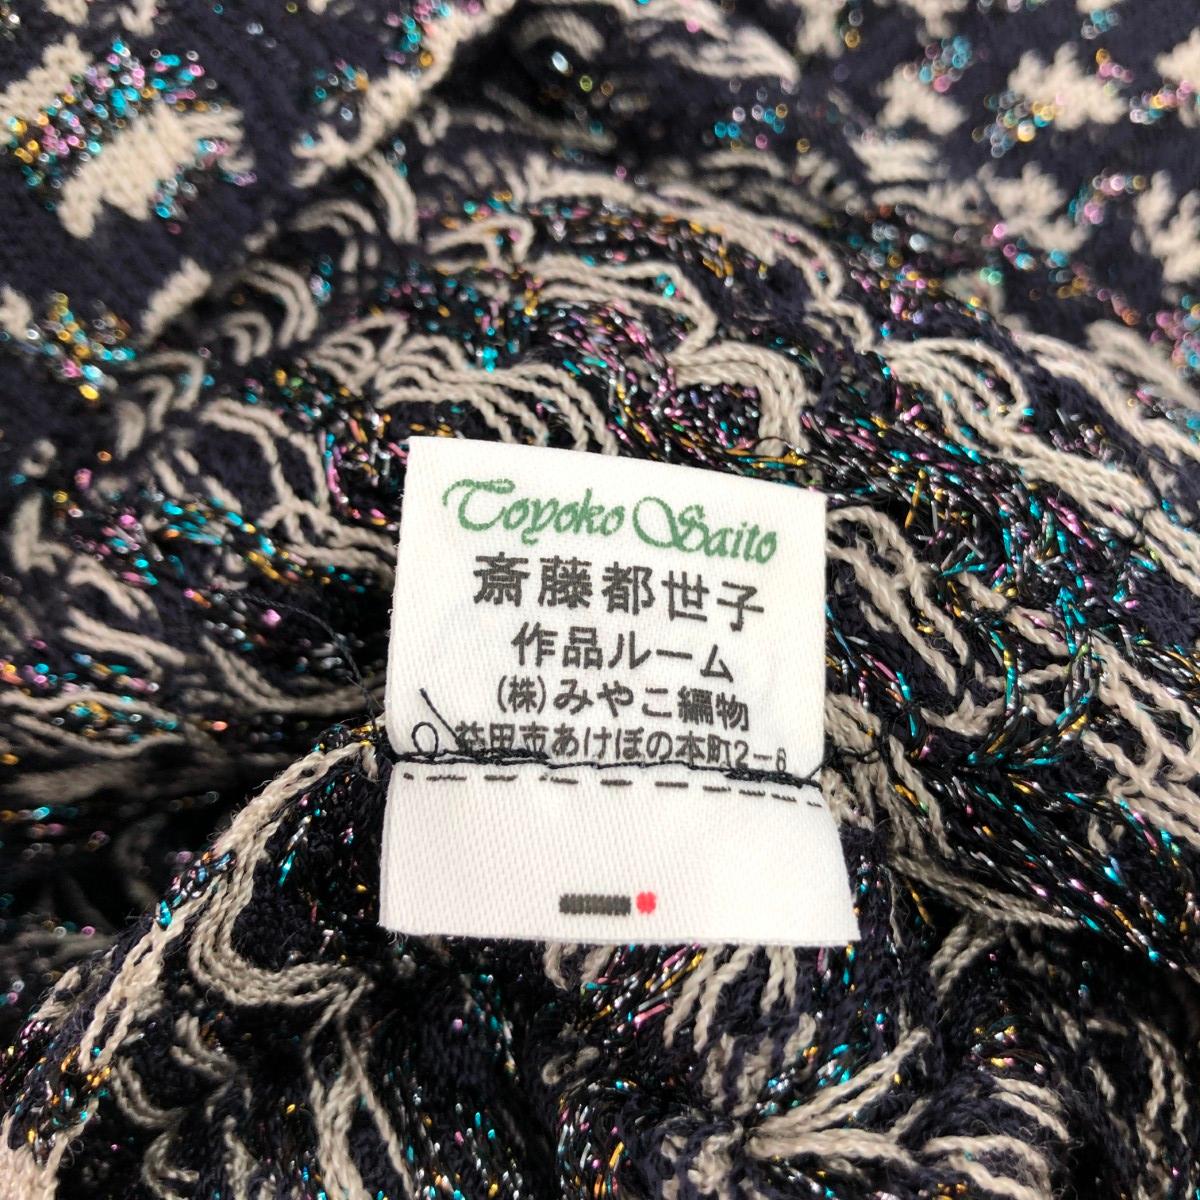 Toyoko Saito
斎藤都世子
作品ルーム
(株)みやこ編物
益田市あけぼの本町2-8